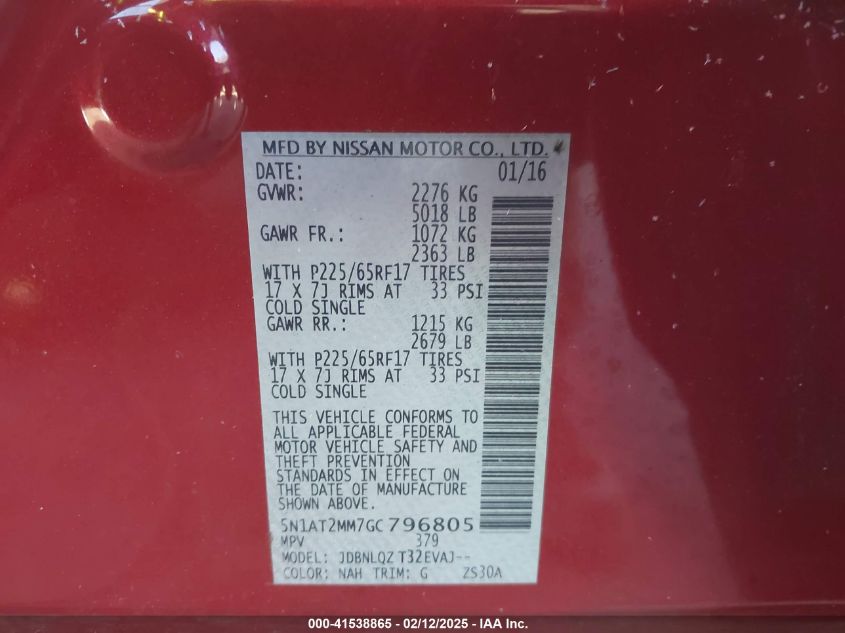 MFD BY NISSAN MOTOR CO., LTD.
DATE: 01/16
GVWR: 2276 KG
5018 LB
GAWR FR.: 1072 KG
2363 LB
WITH P225/65RF17 TIRES
17 X 7J RIMS AT 33 PSI
COLD SINGLE
GAWR RR.: 1215 KG
2679 LB
WITH P225/65RF17 TIRES
17 X 7J RIMS AT 33 PSI
COLD SINGLE
THIS VEHICLE CONFORMS TO
ALL APPLICABLE FEDERAL
MOTOR VEHICLE SAFETY AND
THEFT PREVENTION
STANDARDS IN EFFECT ON
THE DATE OF MANUFACTURE
SHOWN ABOVE.
5N1AT2MM7GC796805
MPV 379
MODEL: JDBNLQZ T32EVAJ--
COLOR: NAH TRIM: G ZS30A
000-41538865 - 02/12/2025 - IAA Inc.